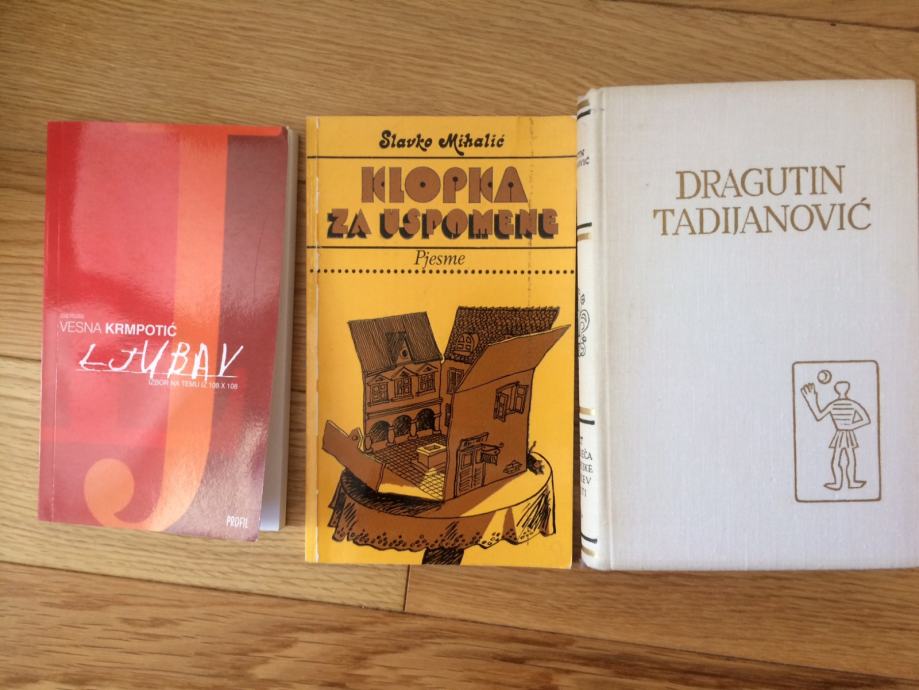 VESNA KRMPOTIĆ
LJUBAV
IZBOR NA TEMU IZ 108 X 108
PROFIL
Slavko Mihalić
KLOPKA
ZA USPOMENE
Pjesme
DRAGUTIN
TADIJANOVIĆ